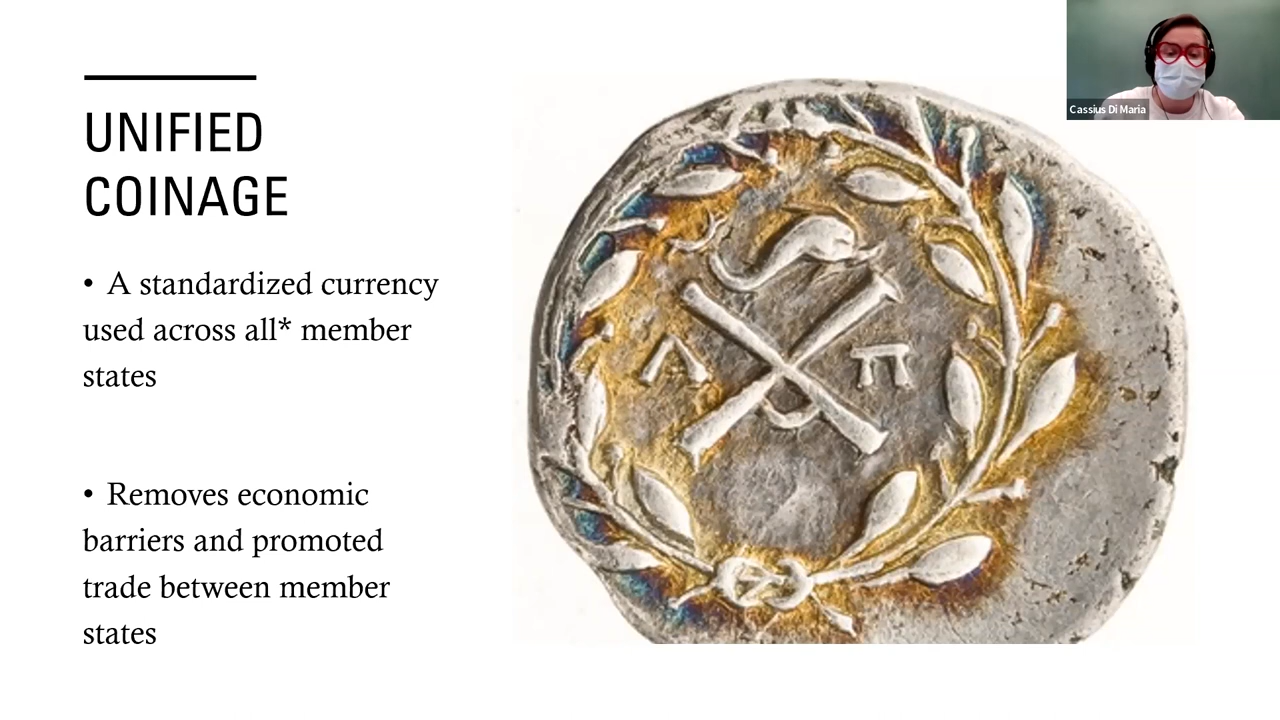 UNIFIED
COINAGE
• A standardized currency
used across all* member
states
• Removes economic
barriers and promoted
trade between member
states
Λ Π
Cassius Di Maria